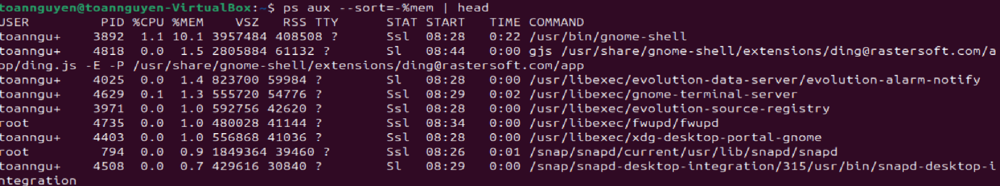 toannguyen@toannguyen-VirtualBox:~$ ps aux --sort=-%mem | head
USER         PID %CPU %MEM    VSZ   RSS TTY      STAT START   TIME COMMAND
toanngu+    3892  1.1 10.1 3957484 408508 ?      Ssl  08:28   0:22 /usr/bin/gnome-shell
toanngu+    4818  0.0  1.5 2805884 61132 ?       Sl   08:44   0:00 gjs /usr/share/gnome-shell/extensions/ding@rastersoft.com/a
pp/ding.js -E -P /usr/share/gnome-shell/extensions/ding@rastersoft.com/app
toanngu+    4025  0.0  1.4 823700 59984 ?        Sl   08:28   0:00 /usr/libexec/evolution-data-server/evolution-alarm-notify
toanngu+    4629  0.1  1.3 555720 54776 ?        Ssl  08:29   0:02 /usr/libexec/gnome-terminal-server
toanngu+    3971  0.0  1.0 592756 42620 ?        Ssl  08:28   0:00 /usr/libexec/evolution-source-registry
root        4735  0.0  1.0 480028 41144 ?        Ssl  08:34   0:00 /usr/libexec/fwupd/fwupd
toanngu+    4403  0.0  1.0 556868 41036 ?        Ssl  08:28   0:00 /usr/libexec/xdg-desktop-portal-gnome
root         794  0.0  0.9 1849364 39460 ?       Ssl  08:26   0:01 /snap/snapd/current/usr/lib/snapd/snapd
toanngu+    4508  0.0  0.7 429616 30840 ?        Sl   08:29   0:00 /snap/snapd-desktop-integration/315/usr/bin/snapd-desktop-i
ntegration